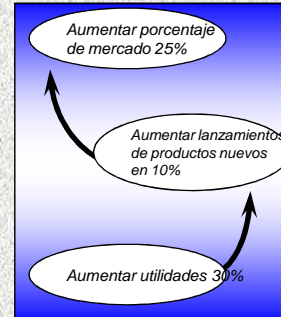 Aumentar porcentaje
de mercado 25%
Aumentar lanzamientos
de productos nuevos
en 10%
Aumentar utilidades 30%